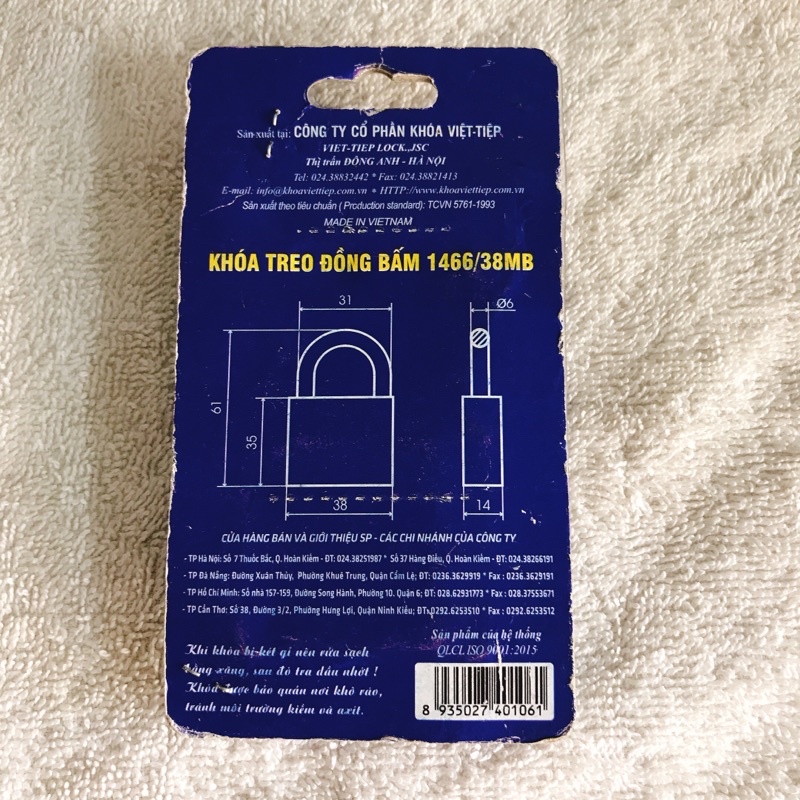 Sản xuất tại: CÔNG TY CỔ PHẦN KHÓA VIỆT-TIỆP
VIET-TIEP LOCK.,JSC
Thị trấn ĐÔNG ANH - HÀ NỘI
Tel: 024.38832442 * Fax: 024.38821413
E-mail: info@khoaviettiep.com.vn * HTTP://www.khoaviettiep.com.vn
Sản xuất theo tiêu chuẩn ( Production standard): TCVN 5761-1993
MADE IN VIETNAM
KHÓA TREO ĐỒNG BẤM 1466/38MB
31
Ø6
61
35
38
14
CỬA HÀNG BÁN VÀ GIỚI THIỆU SP - CÁC CHI NHÁNH CỦA CÔNG TY
- TP Hà Nội: Số 7 Thuốc Bắc, Q. Hoàn Kiếm - ĐT: 024.38251987 * Số 37 Hàng Điếu, Q. Hoàn Kiếm - ĐT: 024.38266191
- TP Đà Nẵng: Đường Xuân Thủy, Phường Khuê Trung, Quận Cẩm Lệ; ĐT: 0236.3629919 * Fax : 0236.3629191
- TP Hồ Chí Minh: Số nhà 157-159, Đường Song Hành, Phường 10. Quận 6; ĐT: 028.62931773 * Fax : 028.37553671
- TP Cần Thơ: Số 38, Đường 3/2, Phường Hưng Lợi, Quận Ninh Kiều; ĐT: 0292.6253510 * Fax : 0292.6253512
Sản phẩm của hệ thống
QLCL ISO 9001:2015
Khi khóa bị kẹt gỉ nên rửa sạch
bằng xăng, sau đó tra dầu nhớt !
Khóa được bảo quản nơi khô ráo,
tránh môi trường kiềm và axit.
8 935027 401061